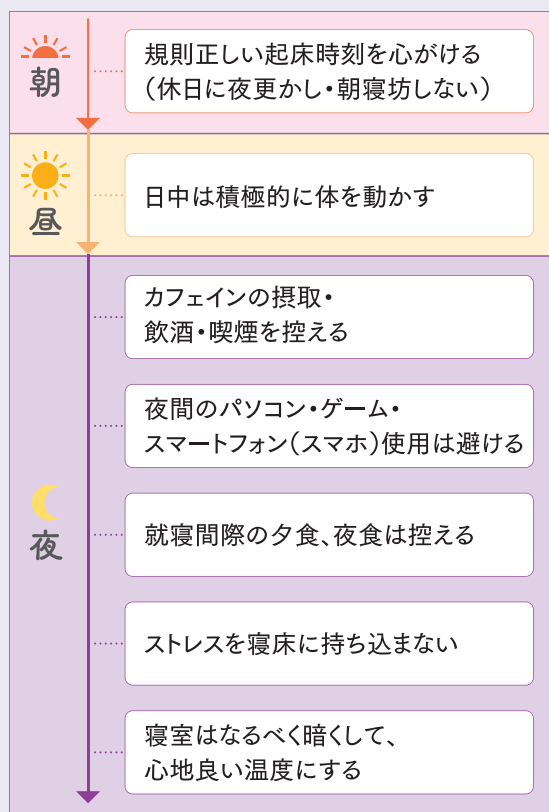 朝
規則正しい起床時刻を心がける
（休日に夜更かし・朝寝坊しない）
昼
日中は積極的に体を動かす
夜
カフェインの摂取・
飲酒・喫煙を控える
夜間のパソコン・ゲーム・
スマートフォン（スマホ）使用は避ける
就寝間際の夕食、夜食は控える
ストレスを寝床に持ち込まない
寝室はなるべく暗くして、
心地良い温度にする